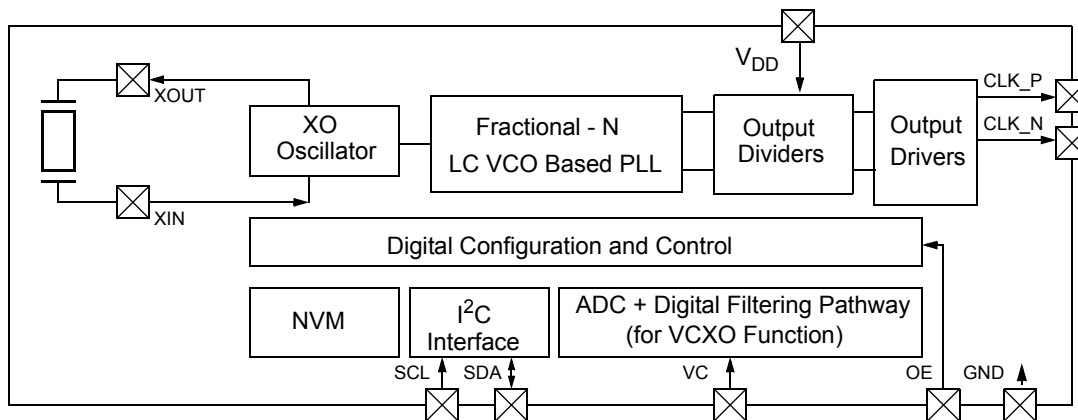 V_DD
XOUT
XO
Oscillator
Fractional - N
LC VCO Based PLL
Output
Dividers
Output
Drivers
CLK_P
CLK_N
XIN
Digital Configuration and Control
NVM
I²C
Interface
ADC + Digital Filtering Pathway
(for VCXO Function)
SCL
SDA
VC
OE
GND